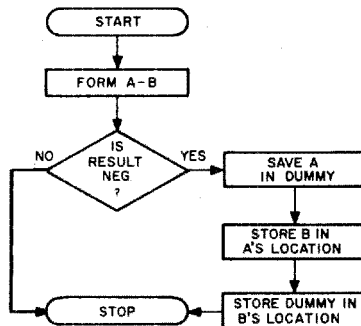 START
FORM A-B
IS
RESULT
NEG.
?
NO
YES
SAVE A
IN DUMMY
STORE B IN
A'S LOCATION
STORE DUMMY IN
B'S LOCATION
STOP